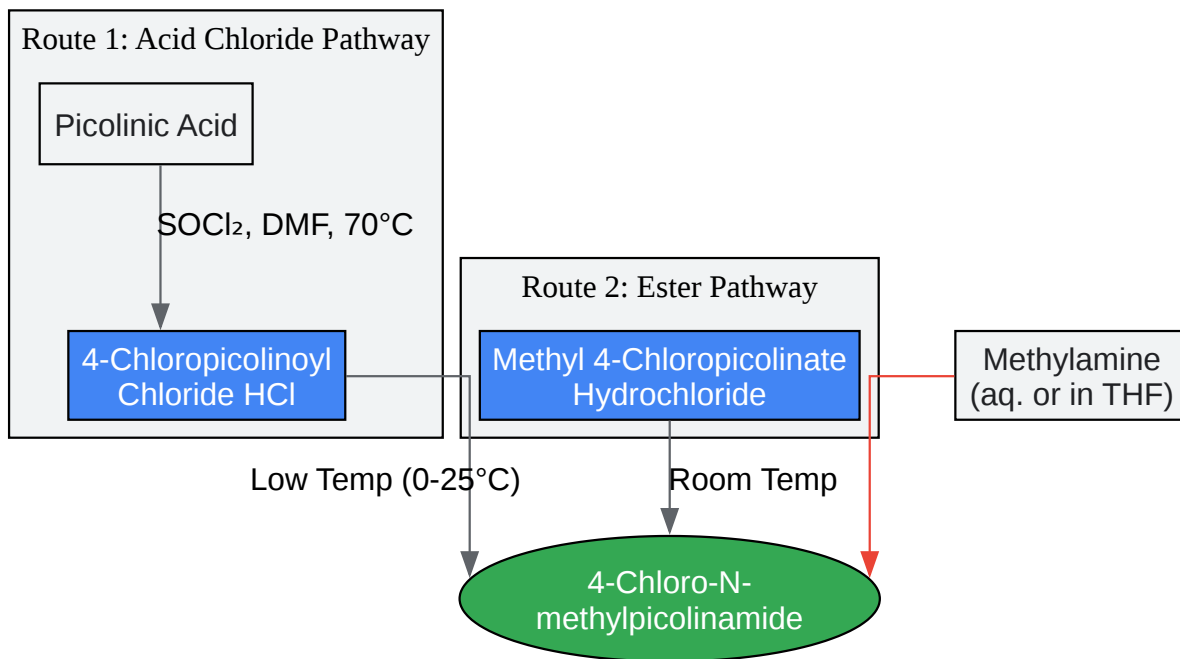 Route 1: Acid Chloride Pathway
Picolinic Acid
SOCl₂, DMF, 70°C
4-Chloropicolinoyl
Chloride HCl
Route 2: Ester Pathway
Methyl 4-Chloropicolinate
Hydrochloride
Methylamine
(aq. or in THF)
Low Temp (0-25°C)
Room Temp
4-Chloro-N-
methylpicolinamide